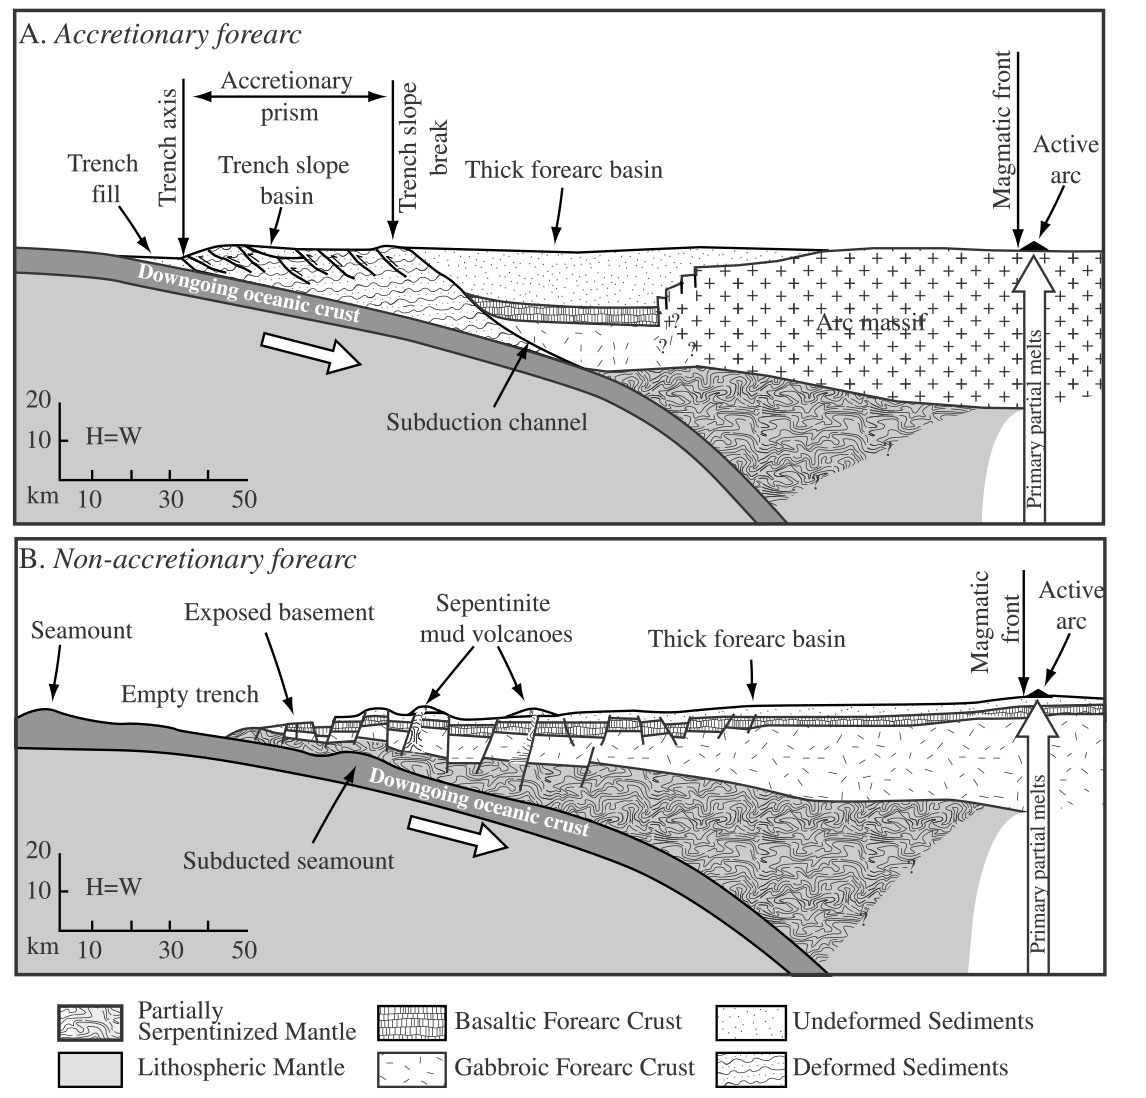 A. Accretionary forearc
Accretionary
prism
Trench axis
Trench slope
break
Magmatic front
Active
arc
Trench
fill
Trench slope
basin
Thick forearc basin
Downgoing oceanic crust
Arc massif
?
?
?
Subduction channel
Primary partial melts
?
?
20
10
H=W
km
10
30
50
B. Non-accretionary forearc
Seamount
Exposed basement
Sepentinite
mud volcanoes
Thick forearc basin
Magmatic
front
Active
arc
Empty trench
Downgoing oceanic crust
Subducted seamount
Primary partial melts
?
?
20
10
H=W
km
10
30
50
Partially
Serpentinized Mantle
Basaltic Forearc Crust
Undeformed Sediments
Lithospheric Mantle
Gabbroic Forearc Crust
Deformed Sediments